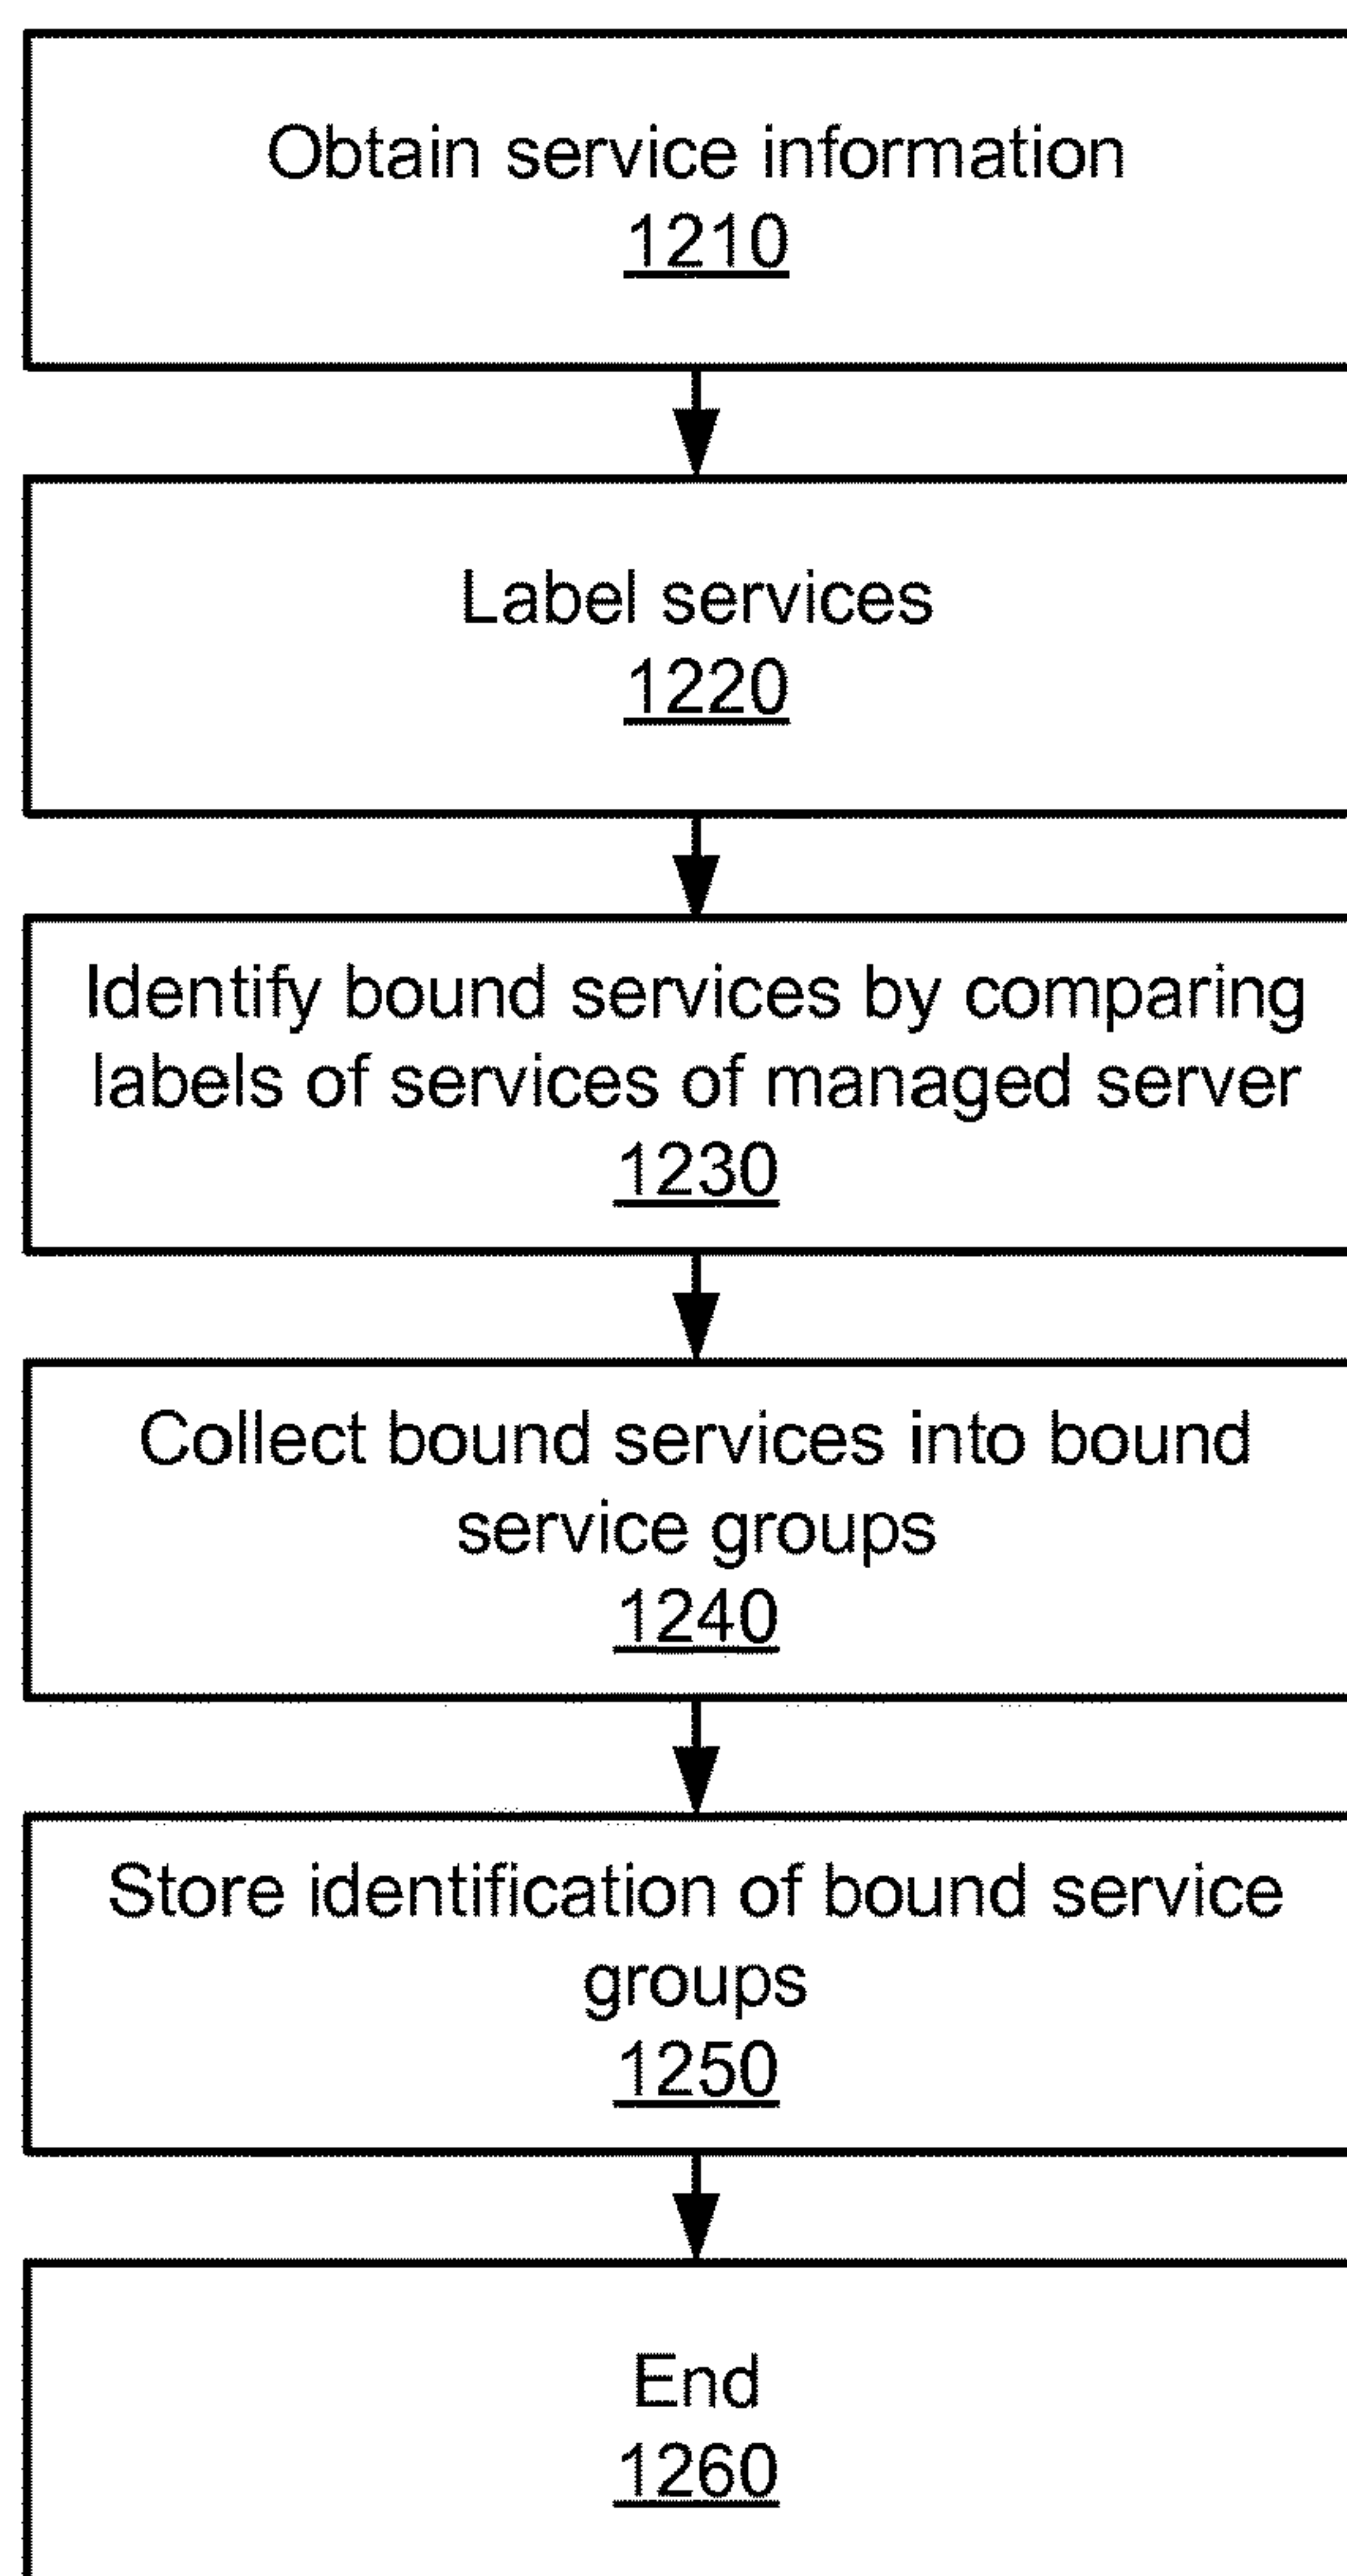 Obtain service information
1210
Label services
1220
Identify bound services by comparing
labels of services of managed server
1230
Collect bound services into bound
service groups
1240
Store identification of bound service
groups
1250
End
1260